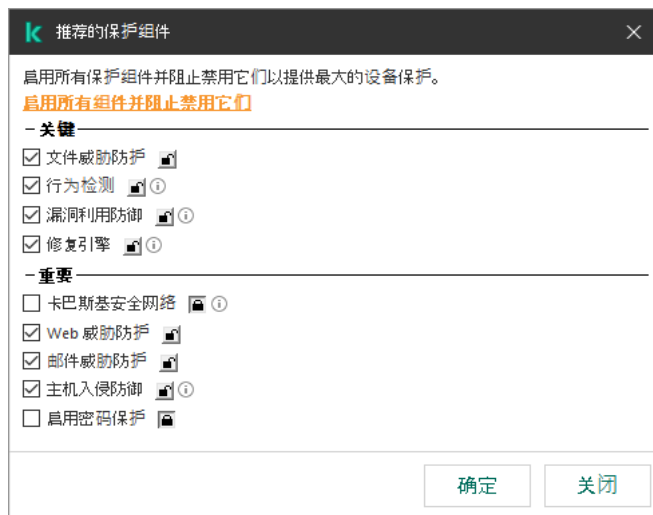 推荐的保护组件
启用所有保护组件并阻止禁用它们以提供最大的设备保护。
启用所有组件并阻止禁用它们
关键
文件威胁防护
行为检测
漏洞利用防御
修复引擎
重要
卡巴斯基安全网络
Web 威胁防护
邮件威胁防护
主机入侵防御
启用密码保护
确定
关闭